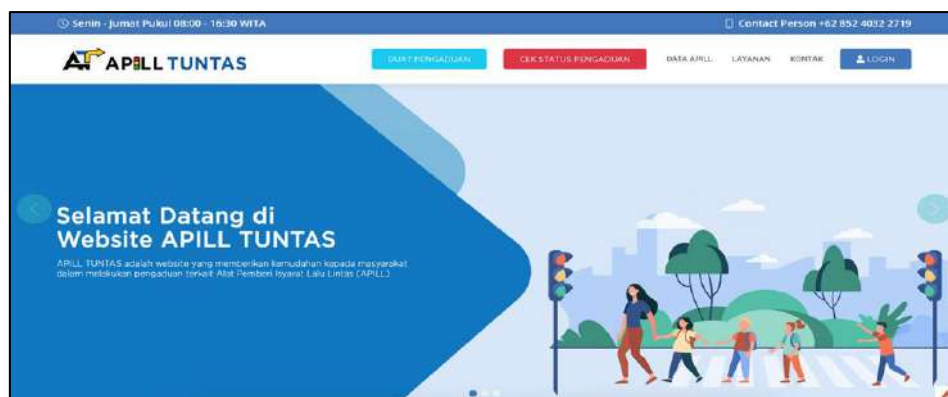 Senin - Jumat Pukul 08:00 - 16:30 WITA
Contact Person +62 852 4032 2719
AT APILL TUNTAS
BUAT PENGADUAN
CEK STATUS PENGADUAN
DATA APILL
LAYANAN
KONTAK
LOGIN
Selamat Datang di
Website APILL TUNTAS
APILL TUNTAS adalah website yang memberikan kemudahan kepada masyarakat
dalam melakukan pengaduan terkait Alat Pemberi Isyarat Lalu Lintas (APILL)